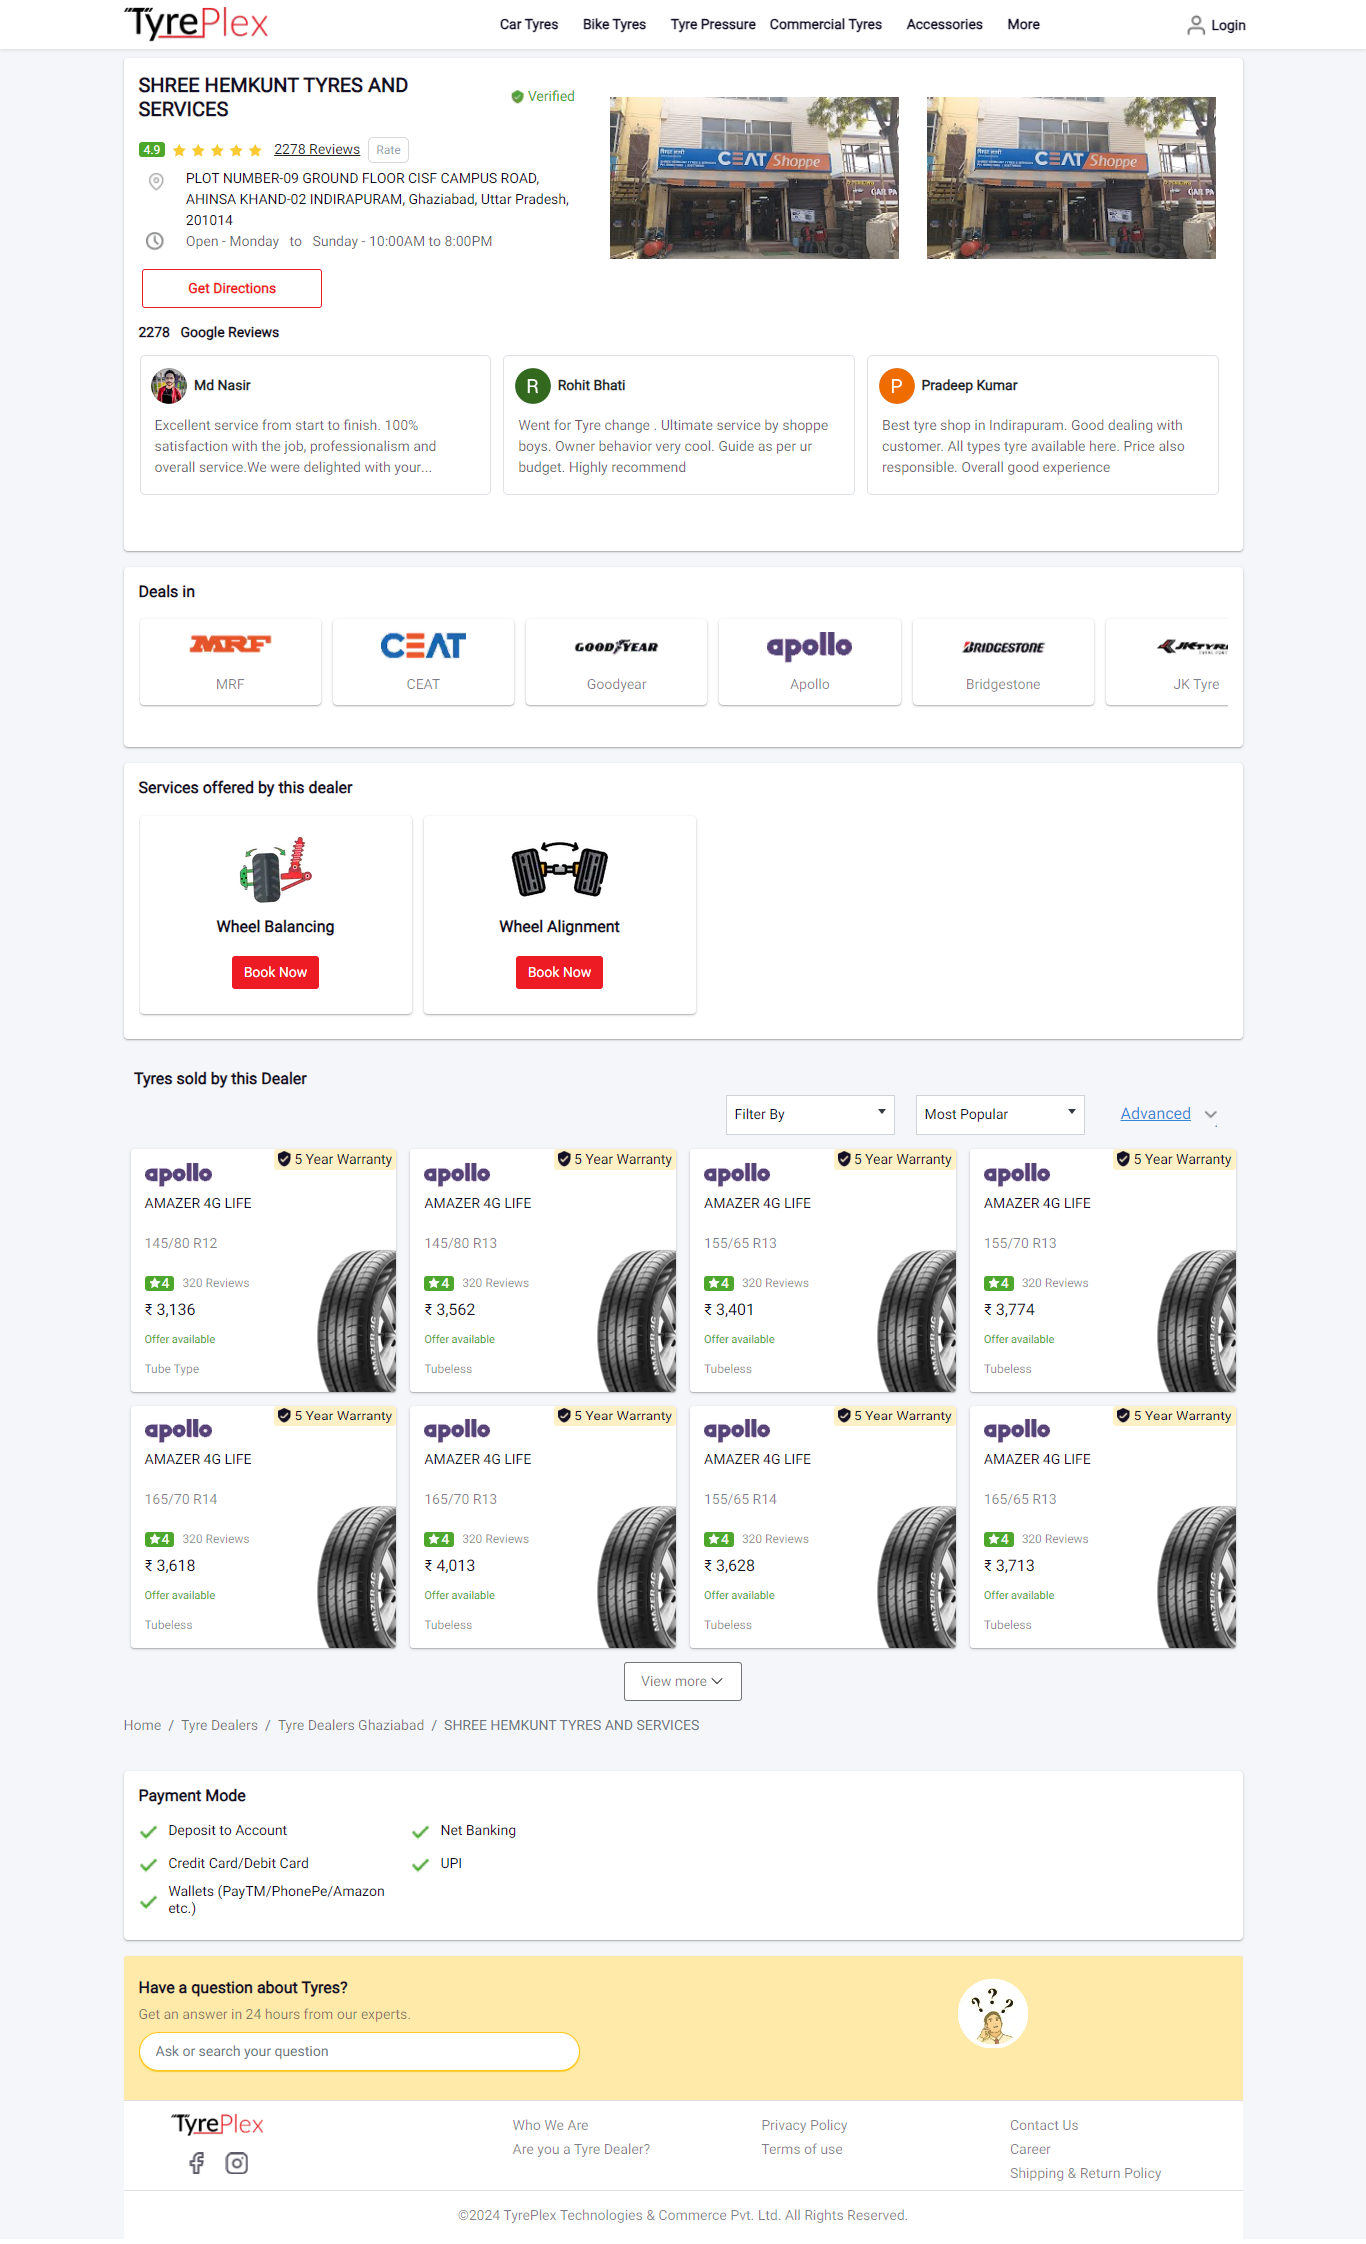 TyrePlex
Car Tyres Bike Tyres Tyre Pressure Commercial Tyres Accessories More Login
SHREE HEMKUNT TYRES AND
SERVICES
Verified
4.9 2278 Reviews Rate
PLOT NUMBER-09 GROUND FLOOR CISF CAMPUS ROAD,
AHINSA KHAND-02 INDIRAPURAM, Ghaziabad, Uttar Pradesh,
201014
Open - Monday to Sunday - 10:00AM to 8:00PM
CEAT Shoppe
CEAT Shoppe
Get Directions
2278 Google Reviews
Md Nasir
Excellent service from start to finish. 100%
satisfaction with the job, professionalism and
overall service.We were delighted with your...
R Rohit Bhati
Went for Tyre change . Ultimate service by shoppe
boys. Owner behavior very cool. Guide as per ur
budget. Highly recommend
P Pradeep Kumar
Best tyre shop in Indirapuram. Good dealing with
customer. All types tyre available here. Price also
responsible. Overall good experience
Deals in
MRF CEAT GOODYEAR apollo BRIDGESTONE JK TYRE
MRF CEAT Goodyear Apollo Bridgestone JK Tyre
Services offered by this dealer
Wheel Balancing
Book Now
Wheel Alignment
Book Now
Tyres sold by this Dealer
Filter By Most Popular Advanced
apollo 5 Year Warranty
AMAZER 4G LIFE
145/80 R12
4 320 Reviews
₹ 3,136
Offer available
Tube Type
apollo 5 Year Warranty
AMAZER 4G LIFE
145/80 R13
4 320 Reviews
₹ 3,562
Offer available
Tubeless
apollo 5 Year Warranty
AMAZER 4G LIFE
155/65 R13
4 320 Reviews
₹ 3,401
Offer available
Tubeless
apollo 5 Year Warranty
AMAZER 4G LIFE
155/70 R13
4 320 Reviews
₹ 3,774
Offer available
Tubeless
apollo 5 Year Warranty
AMAZER 4G LIFE
165/70 R14
4 320 Reviews
₹ 3,618
Offer available
Tubeless
apollo 5 Year Warranty
AMAZER 4G LIFE
165/70 R13
4 320 Reviews
₹ 4,013
Offer available
Tubeless
apollo 5 Year Warranty
AMAZER 4G LIFE
155/65 R14
4 320 Reviews
₹ 3,628
Offer available
Tubeless
apollo 5 Year Warranty
AMAZER 4G LIFE
165/65 R13
4 320 Reviews
₹ 3,713
Offer available
Tubeless
View more
Home / Tyre Dealers / Tyre Dealers Ghaziabad / SHREE HEMKUNT TYRES AND SERVICES
Payment Mode
Deposit to Account Net Banking
Credit Card/Debit Card UPI
Wallets (PayTM/PhonePe/Amazon
etc.)
Have a question about Tyres?
Get an answer in 24 hours from our experts.
Ask or search your question
TyrePlex
Who We Are Privacy Policy Contact Us
Are you a Tyre Dealer? Terms of use Career
Shipping & Return Policy
©2024 TyrePlex Technologies & Commerce Pvt. Ltd. All Rights Reserved.